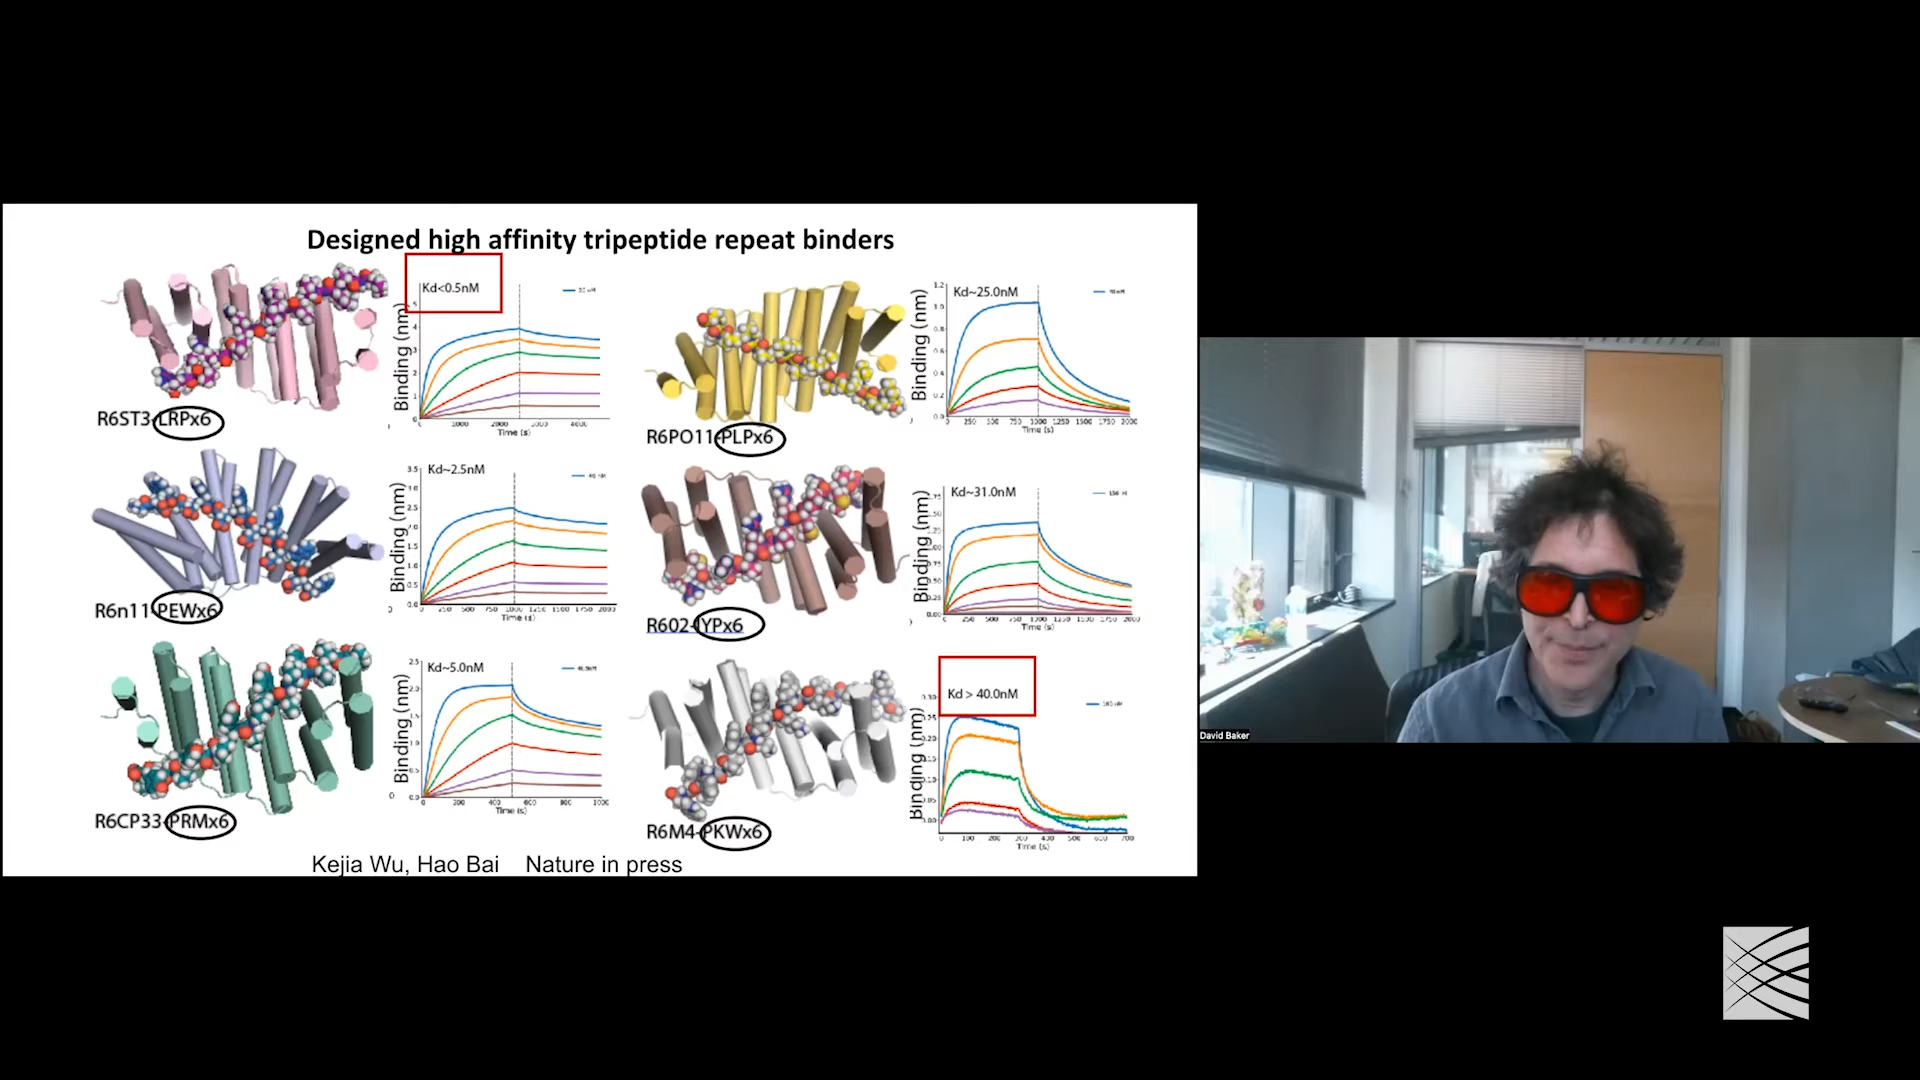 Designed high affinity tripeptide repeat binders
Kd<0.5nM
Binding (nm)
Time (s)
R6ST3-LRPx6
Kd~25.0nM
Binding (nm)
Time (s)
R6PO11-PLPx6
Kd~2.5nM
Binding (nm)
Time (s)
R6n11-PEWx6
Kd~31.0nM
Binding (nm)
Time (s)
R602-IYPx6
Kd~5.0nM
Binding (nm)
Time (s)
R6CP33-PRMx6
Kd > 40.0nM
Binding (nm)
Time (s)
R6M4-PKWx6
Kejia Wu, Hao Bai Nature in press
David Baker